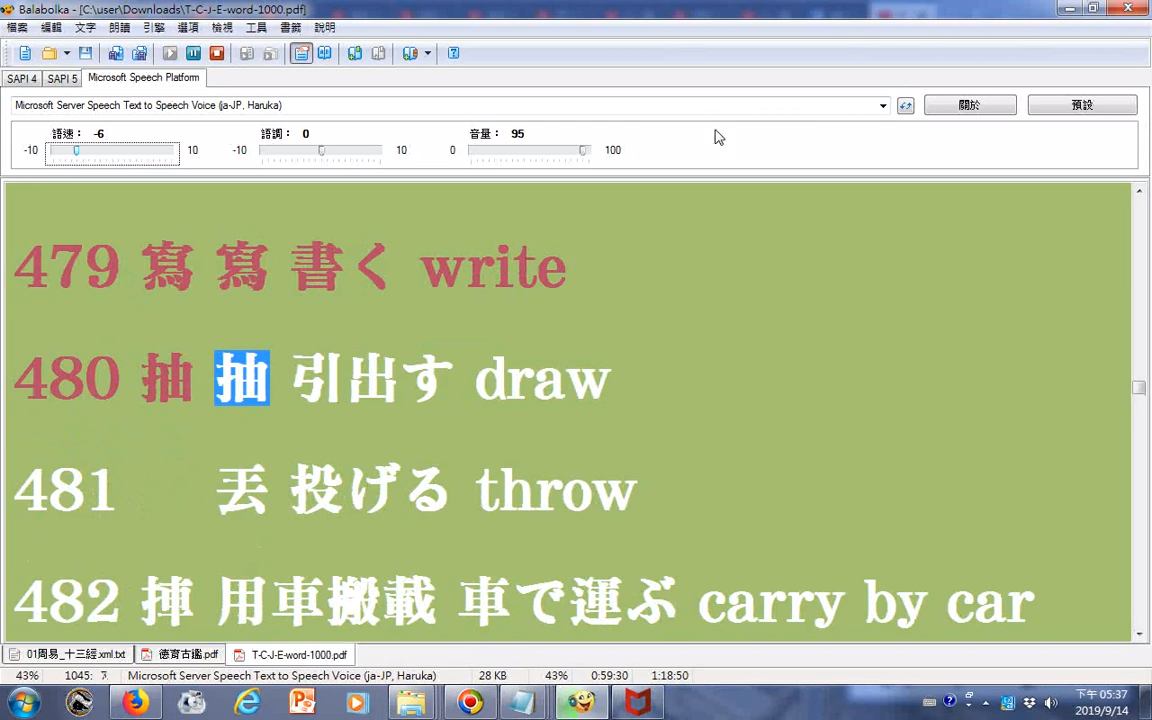 Balabolka - [C:\user\Downloads\T-C-J-E-word-1000.pdf]
檔案 編輯 文字 朗讀 引擎 選項 檢視 工具 書籤 說明
SAPI 4 SAPI 5 Microsoft Speech Platform
Microsoft Server Speech Text to Speech Voice (ja-JP, Haruka) 關於 預設
語速： -6 語調： 0 音量： 95
-10 10 -10 10 0 100
479 寫 寫 書く write
480 抽 抽 引出す draw
481 丟 投げる throw
482 揷 用車搬載 車で運ぶ carry by car
01周易_十三經.xml.txt 德育古鑑.pdf T-C-J-E-word-1000.pdf
43% 1045: 7 Microsoft Server Speech Text to Speech Voice (ja-JP, Haruka) 28 KB 43% 0:59:30 1:18:50
下午 05:37
2019/9/14